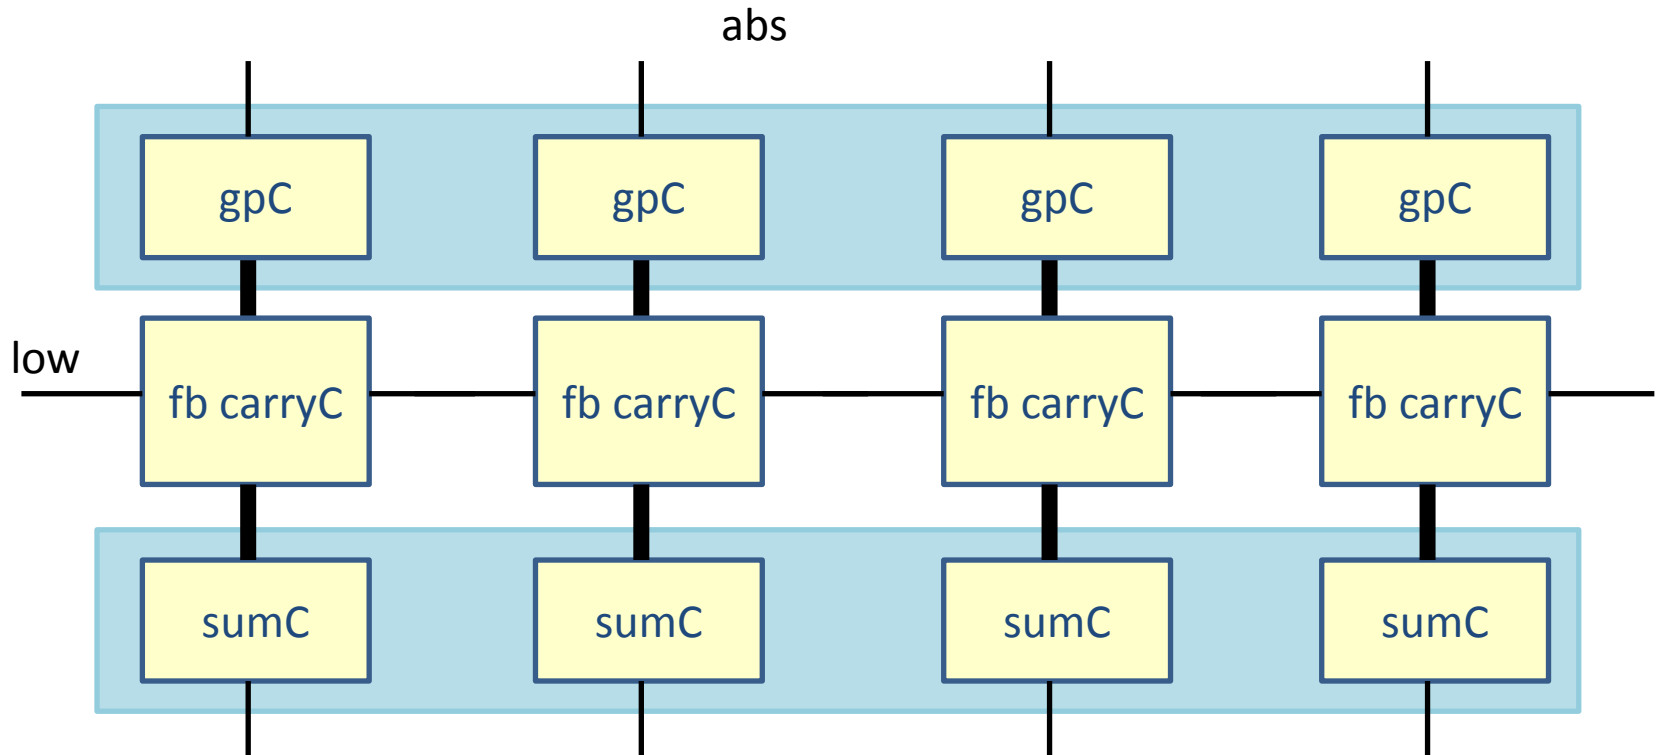 abs
gpC gpC gpC gpC
low
fb carryC fb carryC fb carryC fb carryC
sumC sumC sumC sumC